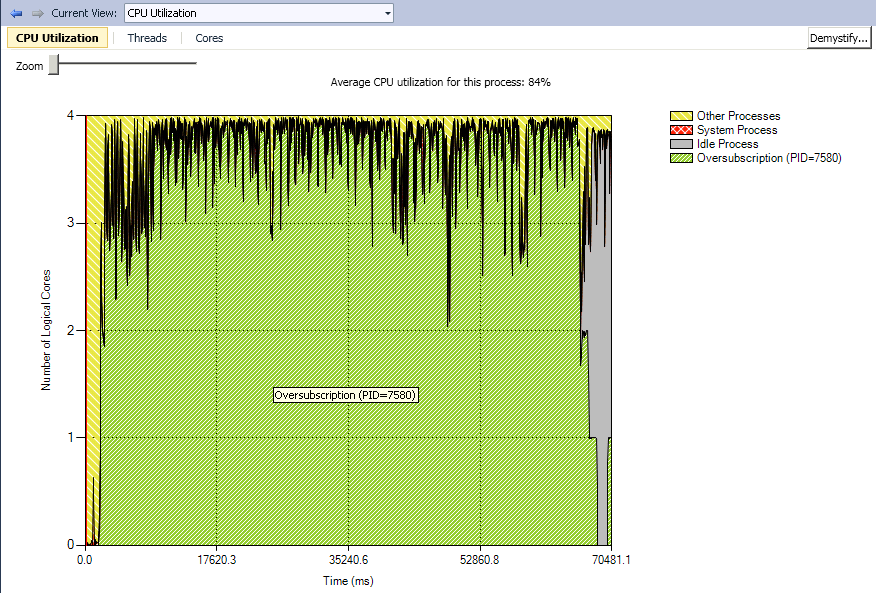 Current View: CPU Utilization
CPU Utilization Threads Cores Demystify...
Zoom
Average CPU utilization for this process: 84%
Other Processes
System Process
Idle Process
Oversubscription (PID=7580)
Number of Logical Cores
4
3
2
1
0
Oversubscription (PID=7580)
0.0 17620.3 35240.6 52860.8 70481.1
Time (ms)